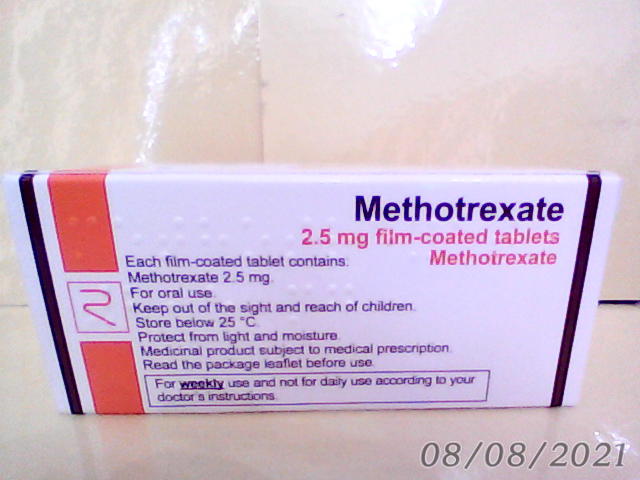 Methotrexate
2.5 mg film-coated tablets
Methotrexate
Each film-coated tablet contains:
Methotrexate 2.5 mg.
For oral use.
Keep out of the sight and reach of children.
Store below 25 °C.
Protect from light and moisture.
Medicinal product subject to medical prescription.
Read the package leaflet before use.
For weekly use and not for daily use according to your
doctor's instructions.
08/08/2021